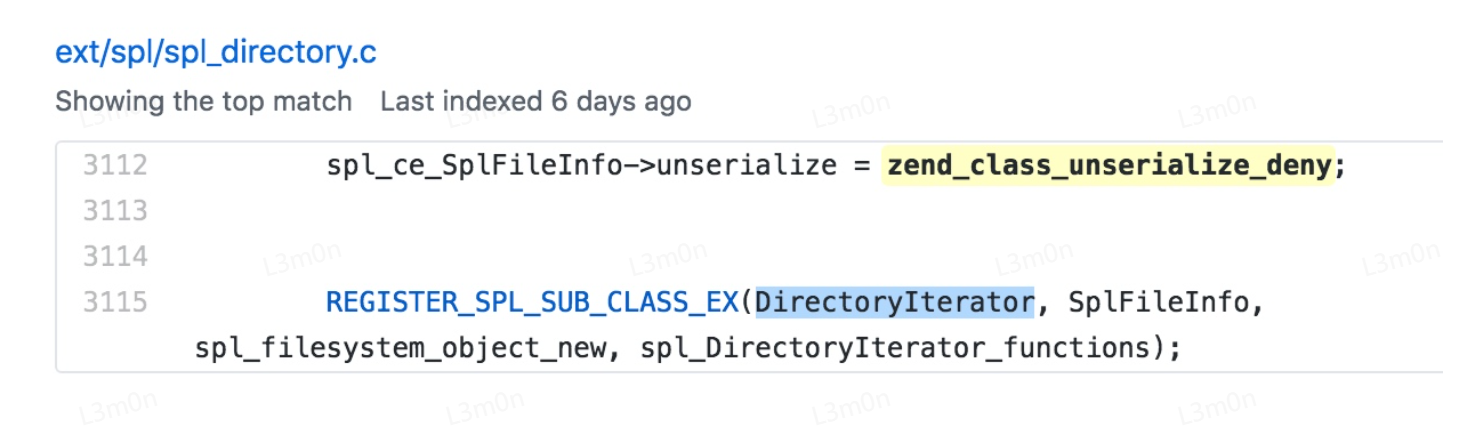 ext/spl/spl_directory.c
Showing the top match Last indexed 6 days ago
L3m0n L3m0n L3m0n L3m0n
3112 spl_ce_SplFileInfo->unserialize = zend_class_unserialize_deny;
3113
3114
L3m0n L3m0n L3m0n L3m0n
3115 REGISTER_SPL_SUB_CLASS_EX(DirectoryIterator, SplFileInfo,
spl_filesystem_object_new, spl_DirectoryIterator_functions);
L3m0n L3m0n L3m0n L3m0n